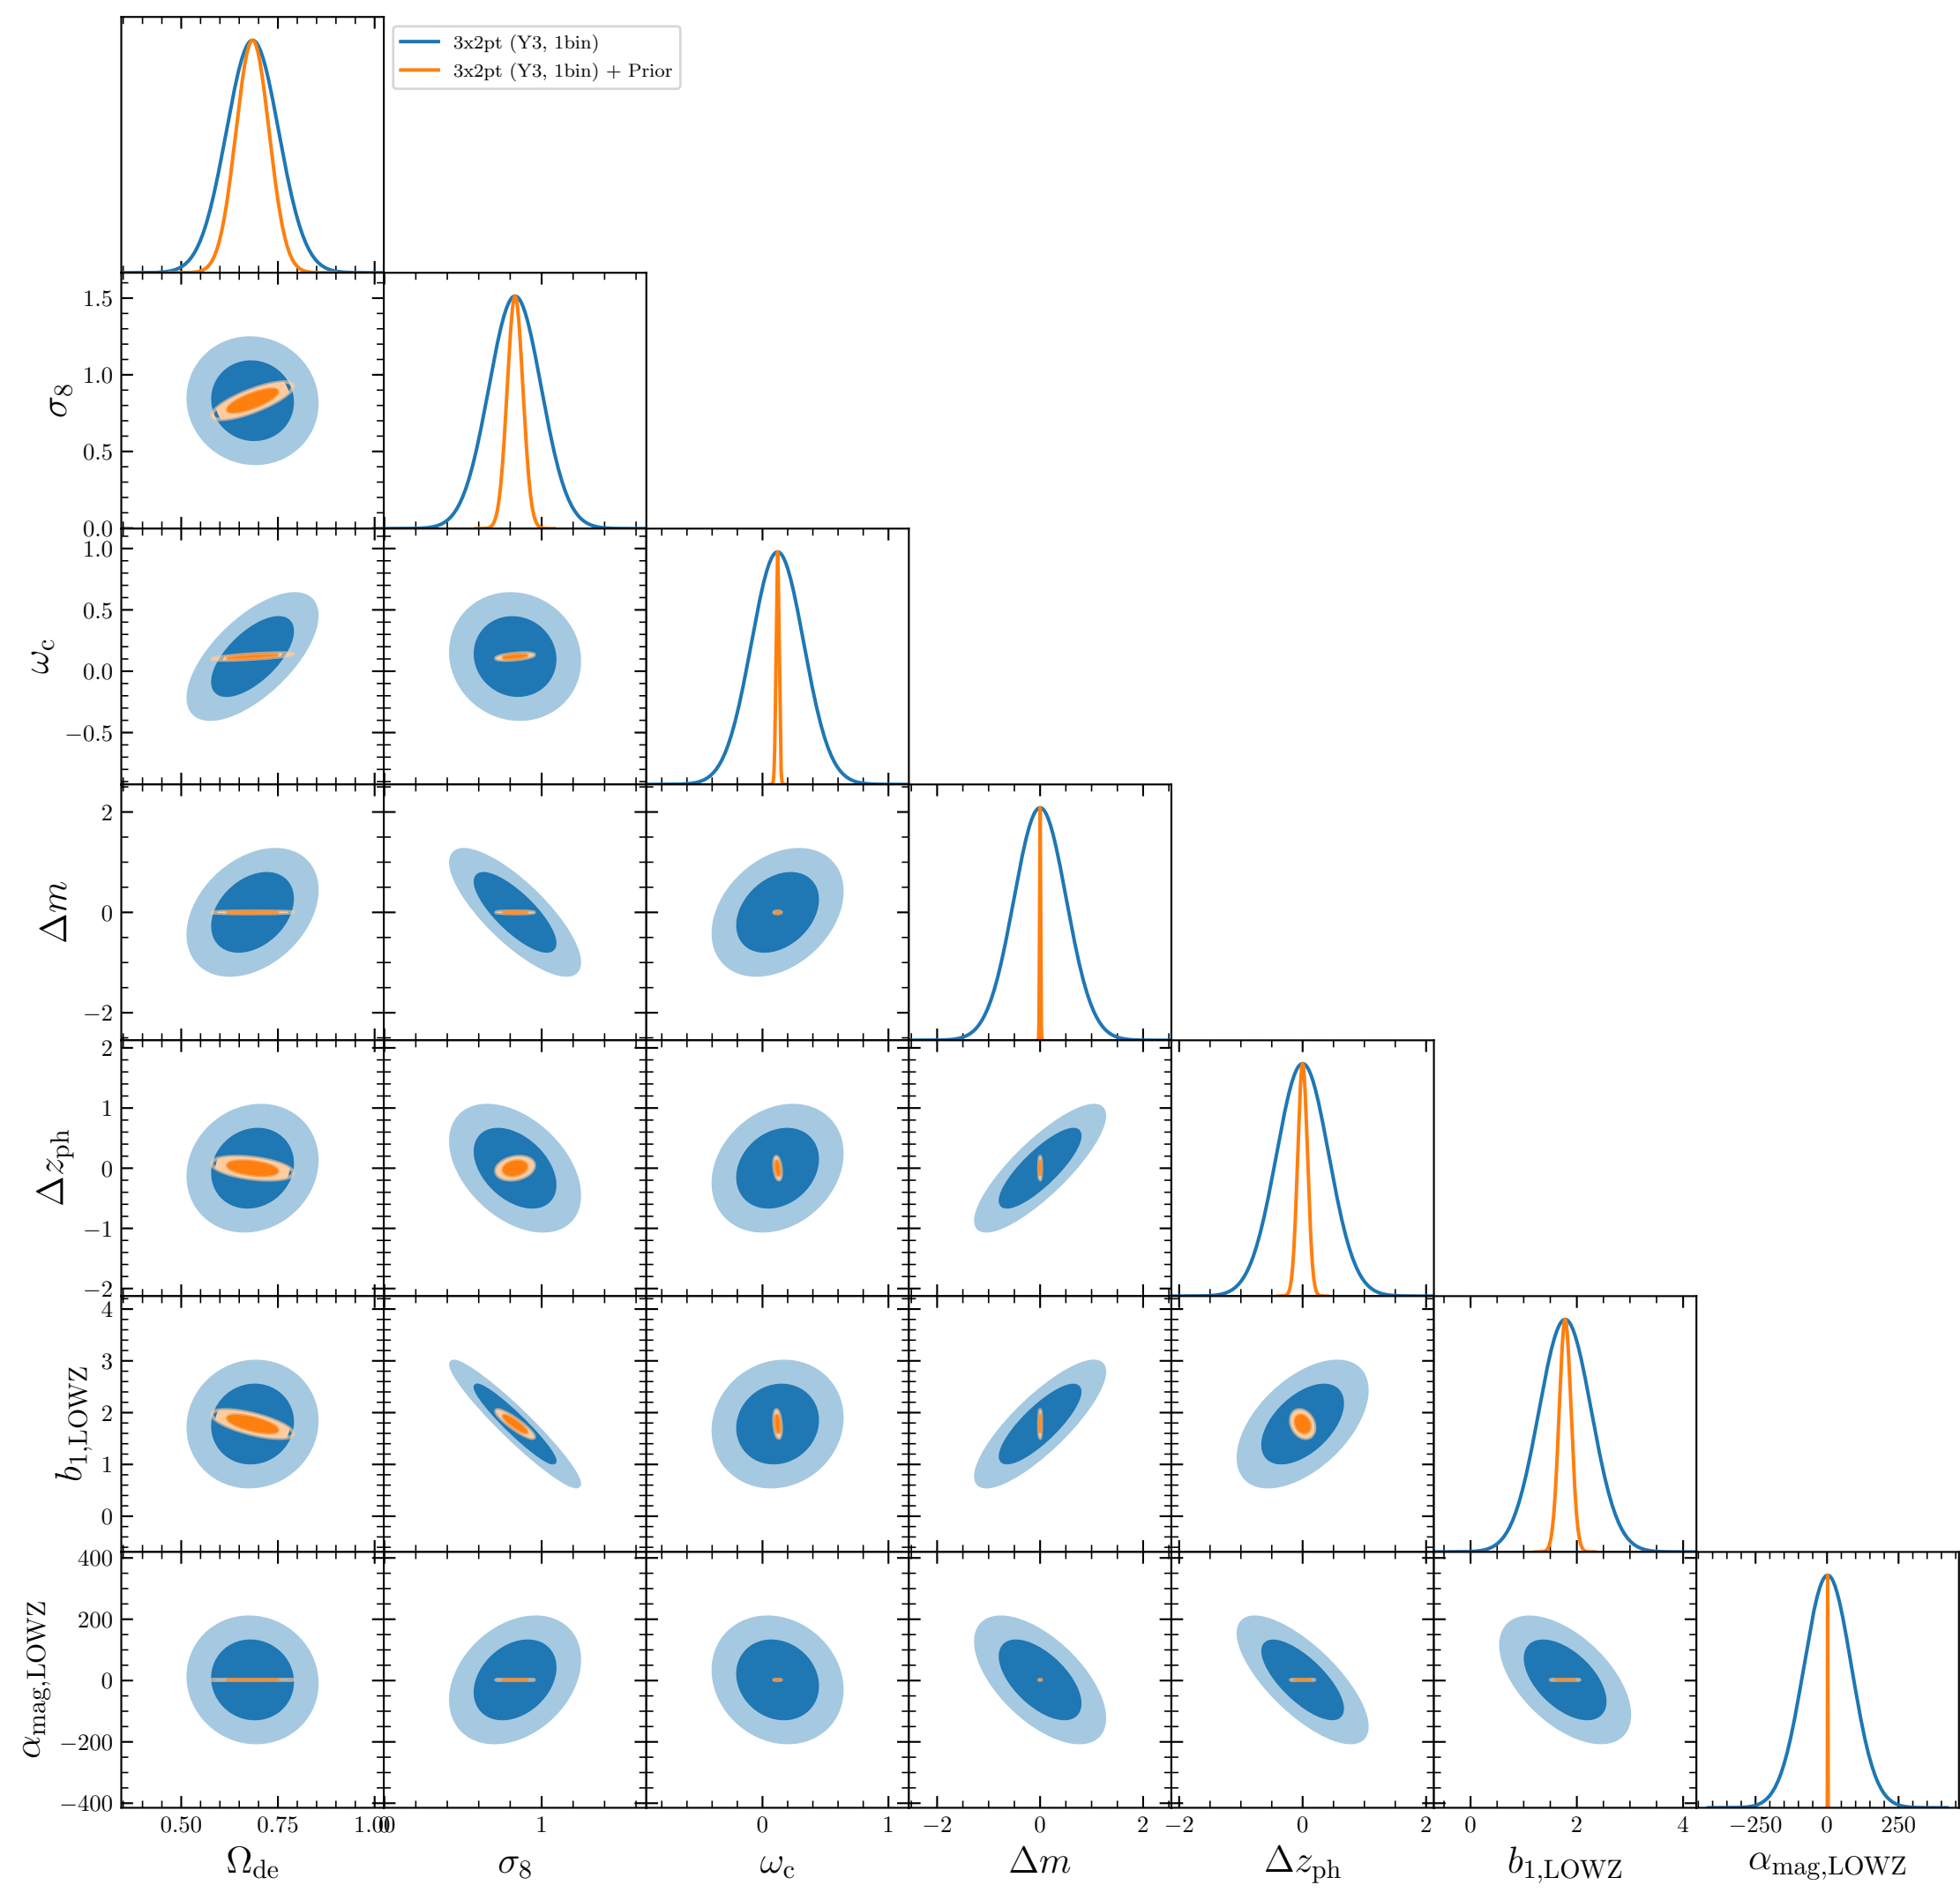 3x2pt (Y3, 1bin)
3x2pt (Y3, 1bin) + Prior
1.5
1.0
0.5
0.0
σ8
1.0
0.5
0.0
−0.5
ωc
2
0
−2
Δm
2
1
0
−1
−2
Δzph
4
3
2
1
0
b1,LOWZ
400
200
0
−200
−400
αmag,LOWZ
0.50 0.75 1.00 0 1 0 1 −2 0 2 −2 0 2 0 2 4 −250 0 250
Ωde σ8 ωc Δm Δzph b1,LOWZ αmag,LOWZ